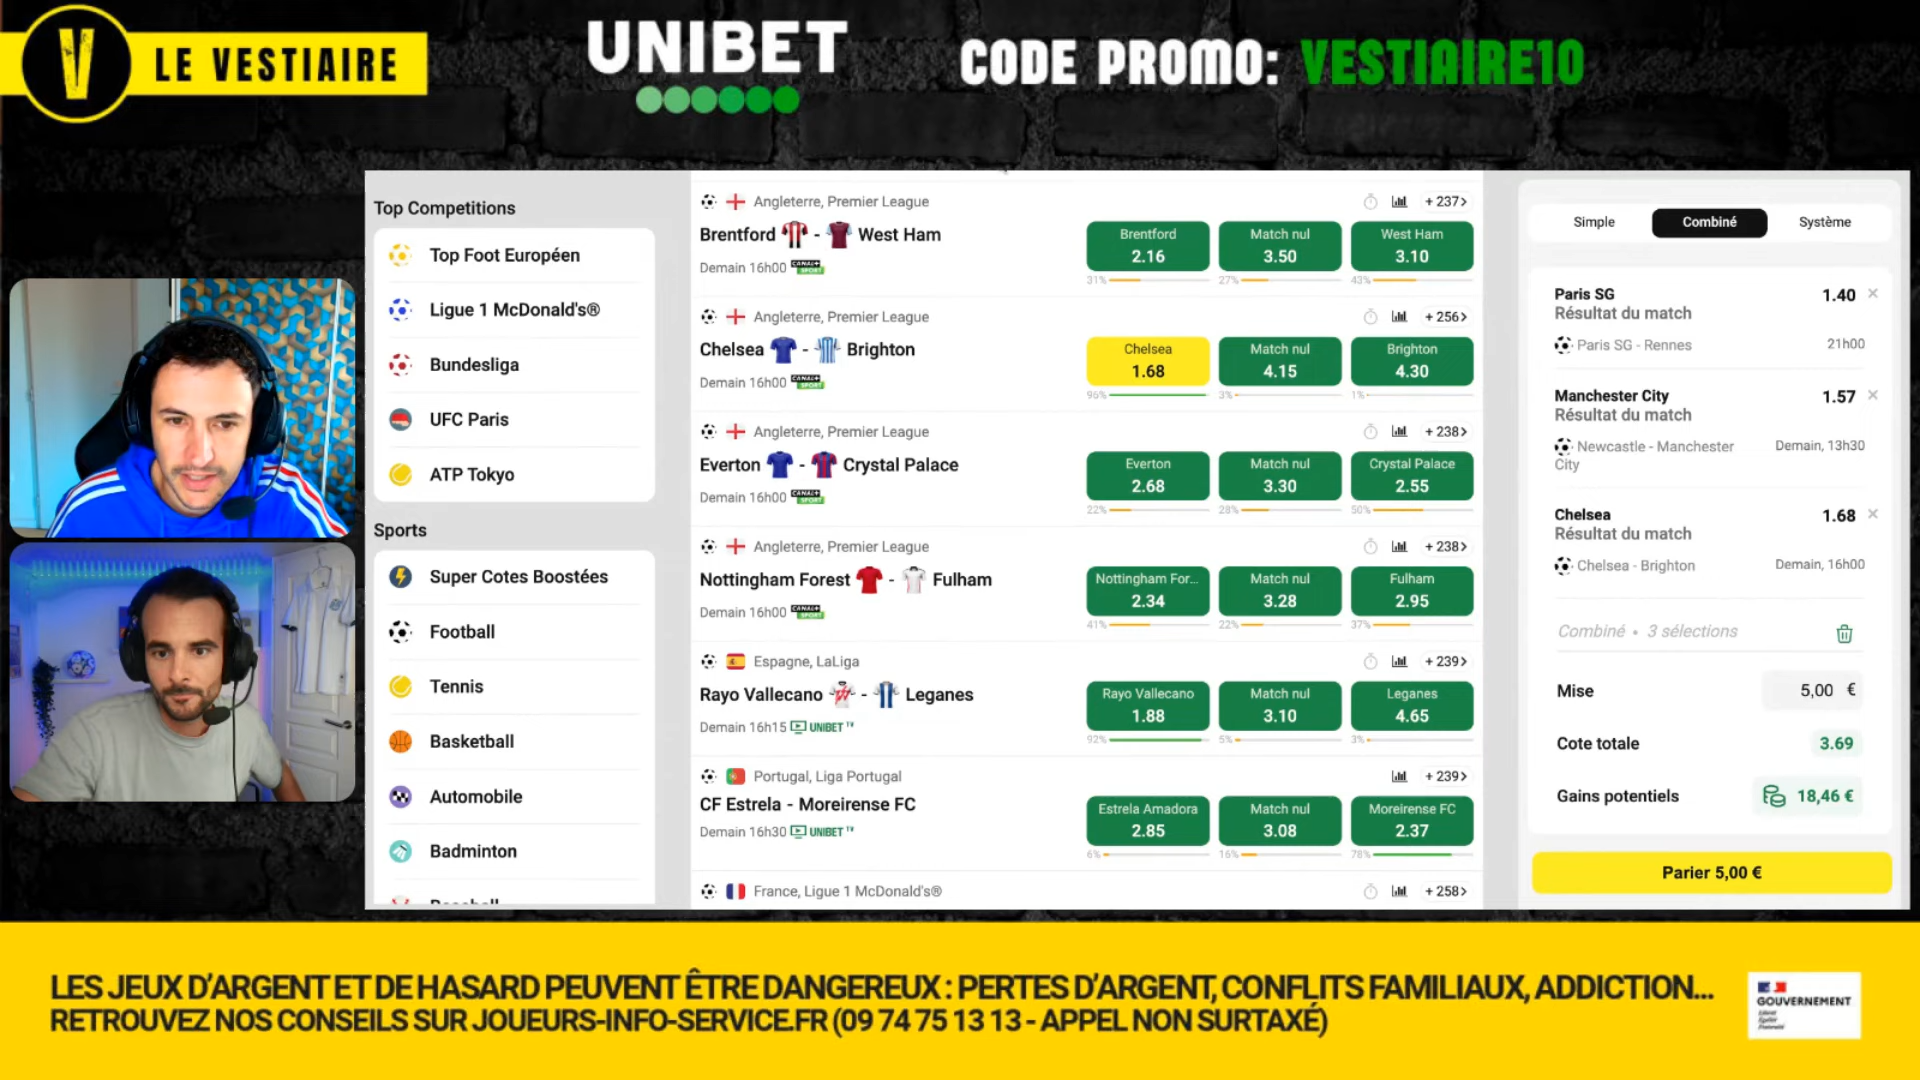 LE VESTIAIRE
UNIBET
CODE PROMO: VESTIAIRE10
Top Competitions
Top Foot Européen
Ligue 1 McDonald's®
Bundesliga
UFC Paris
ATP Tokyo
Sports
Super Cotes Boostées
Football
Tennis
Basketball
Automobile
Badminton
Angleterre, Premier League
+ 237
Brentford - West Ham
Demain 16h00 CANAL+ SPORT
Brentford 2.16
Match nul 3.50
West Ham 3.10
31% 27% 43%
Angleterre, Premier League
+ 256
Chelsea - Brighton
Demain 16h00 CANAL+ SPORT
Chelsea 1.68
Match nul 4.15
Brighton 4.30
96% 3% 1%
Angleterre, Premier League
+ 238
Everton - Crystal Palace
Demain 16h00 CANAL+ SPORT
Everton 2.68
Match nul 3.30
Crystal Palace 2.55
22% 28% 50%
Angleterre, Premier League
+ 238
Nottingham Forest - Fulham
Demain 16h00 CANAL+ SPORT
Nottingham For... 2.34
Match nul 3.28
Fulham 2.95
41% 22% 37%
Espagne, LaLiga
+ 239
Rayo Vallecano - Leganes
Demain 16h15 UNIBET TV
Rayo Vallecano 1.88
Match nul 3.10
Leganes 4.65
92% 5% 3%
Portugal, Liga Portugal
+ 239
CF Estrela - Moreirense FC
Demain 16h30 UNIBET TV
Estrela Amadora 2.85
Match nul 3.08
Moreirense FC 2.37
6% 16% 78%
France, Ligue 1 McDonald's®
+ 258
Simple Combiné Système
Paris SG 1.40
Résultat du match
Paris SG - Rennes 21h00
Manchester City 1.57
Résultat du match
Newcastle - Manchester Demain, 13h30
City
Chelsea 1.68
Résultat du match
Chelsea - Brighton Demain, 16h00
Combiné • 3 sélections
Mise 5,00 €
Cote totale 3.69
Gains potentiels 18,46 €
Parier 5,00 €
LES JEUX D'ARGENT ET DE HASARD PEUVENT ÊTRE DANGEREUX : PERTES D'ARGENT, CONFLITS FAMILIAUX, ADDICTION...
RETROUVEZ NOS CONSEILS SUR JOUEURS-INFO-SERVICE.FR (09 74 75 13 13 - APPEL NON SURTAXÉ)
GOUVERNEMENT
Liberté
Égalité
Fraternité